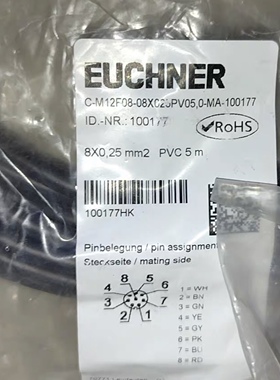 EUCHNER
C-M12F08-08X025PV05,0-MA-100177
ID.-NR.: 100177
✓RoHS
8X0,25 mm2 PVC 5 m
100177HK
Pinbelegung / pin assignment
Steckseite / mating side
8 5
4 6
3 7
2 1
1 = WH
2 = BN
3 = GN
4 = YE
5 = GY
6 = PK
7 = BU
8 = RD